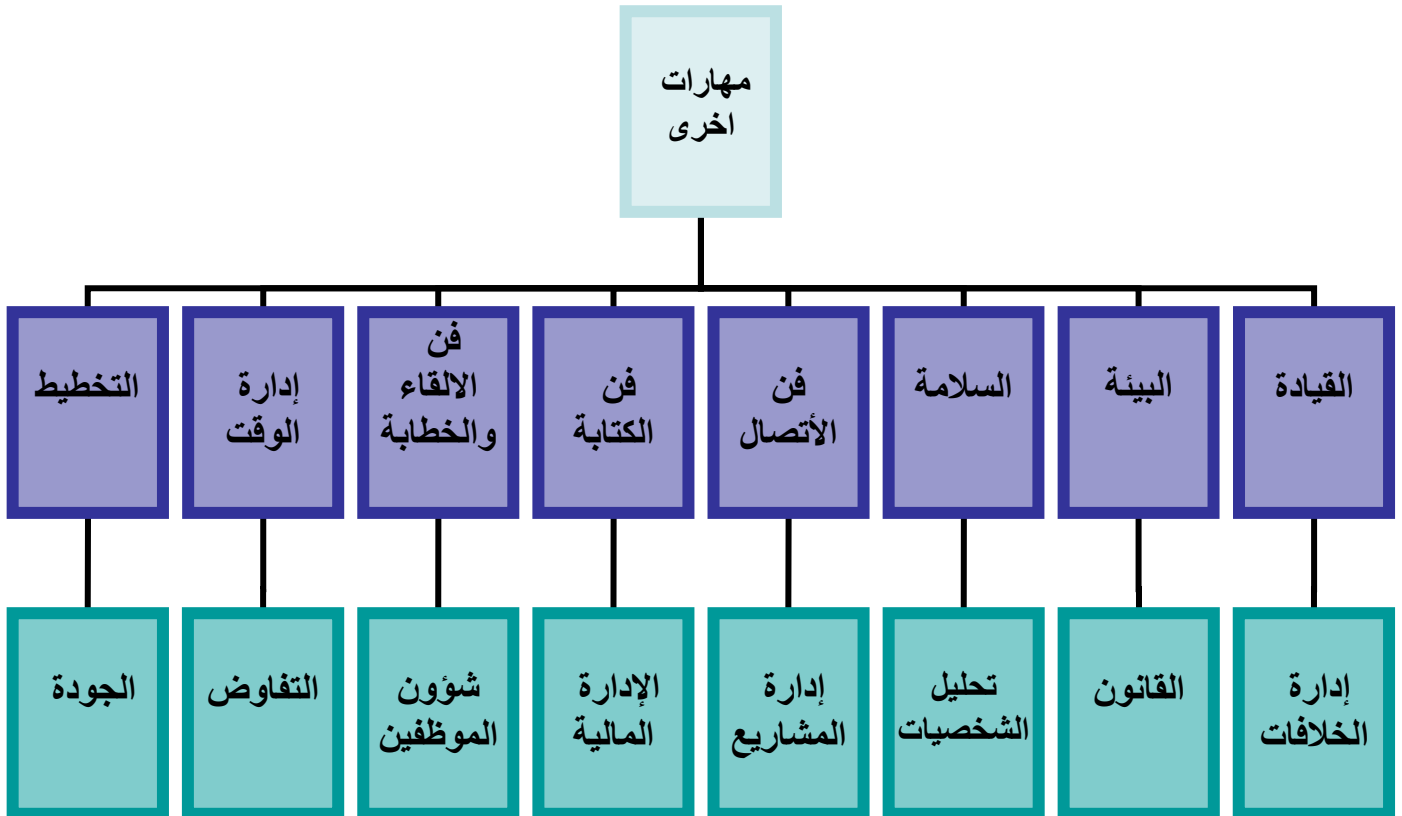 مهارات
اخرى
القيادة
البيئة
السلامة
فن
الأتصال
فن
الكتابة
فن
الالقاء
والخطابة
إدارة
الوقت
التخطيط
إدارة
الخلافات
القانون
تحليل
الشخصيات
إدارة
المشاريع
الإدارة
المالية
شؤون
الموظفين
التفاوض
الجودة